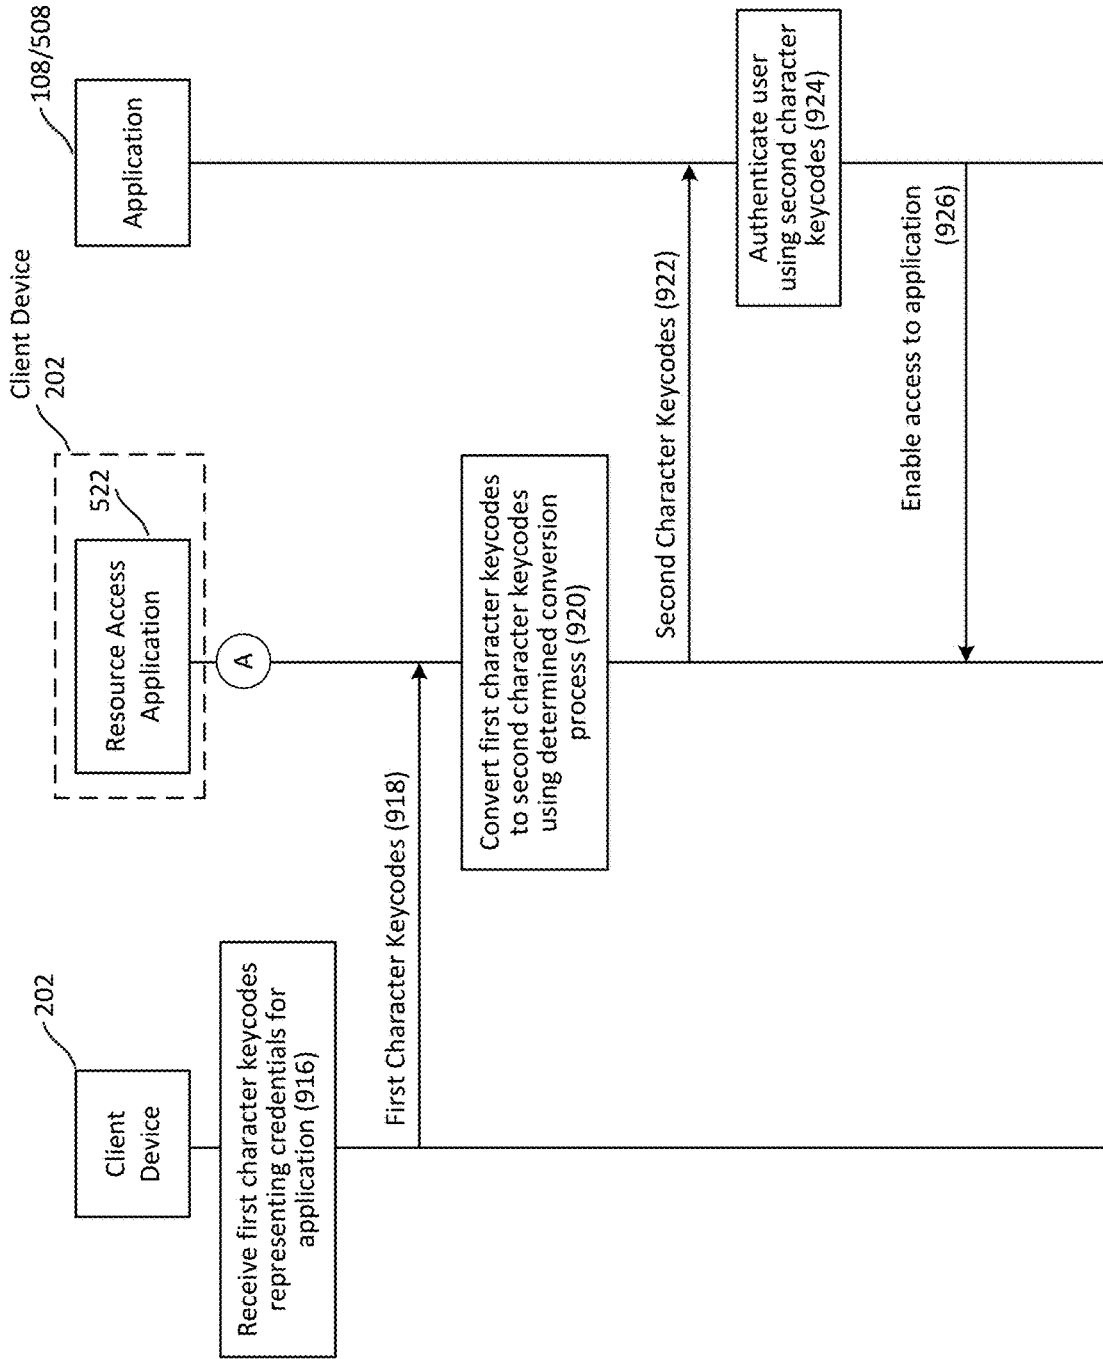 202
Client
Device
Client Device
202
522
Resource Access
Application
108/508
Application
A
Receive first character keycodes
representing credentials for
application (916)
First Character Keycodes (918)
Convert first character keycodes
to second character keycodes
using determined conversion
process (920)
Second Character Keycodes (922)
Authenticate user
using second character
keycodes (924)
Enable access to application
(926)